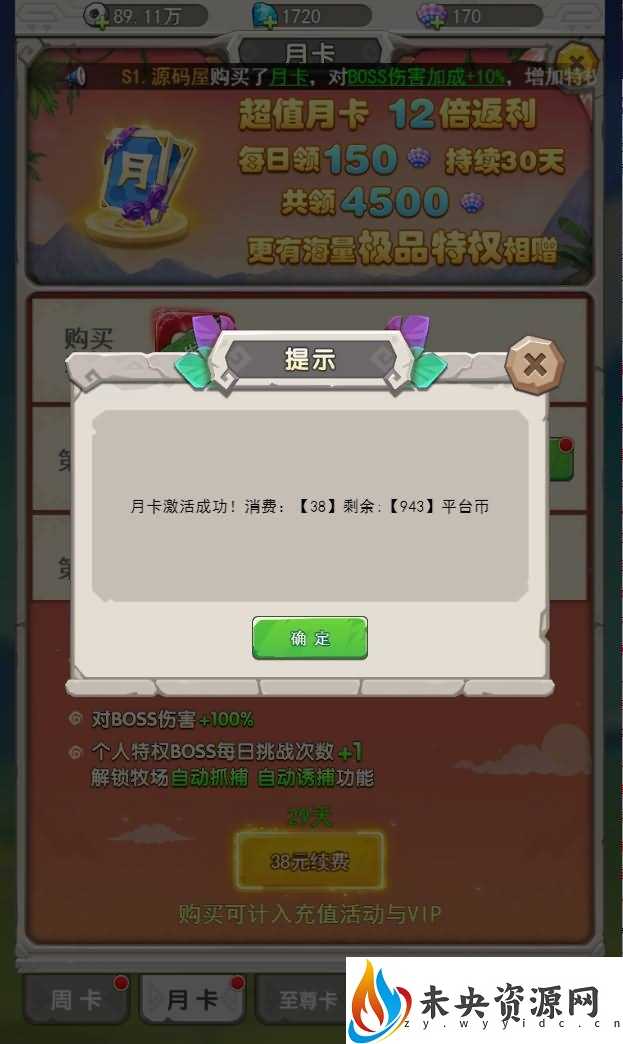 89.11万
1720
170
月卡
S1.源码屋购买了月卡，对BOSS伤害加成+10%，增加特权
超值月卡 12倍返利
每日领150 持续30天
共领4500
更有海量极品特权相赠
月
购买
提示
第
月卡激活成功！消费：【38】剩余:【943】平台币
第
确 定
对BOSS伤害+100%
个人特权BOSS每日挑战次数+1
解锁牧场自动抓捕 自动诱捕功能
29天
38元续费
购买可计入充值活动与VIP
周卡
月卡
至尊卡
未央资源网
zy.wyyidc.cn